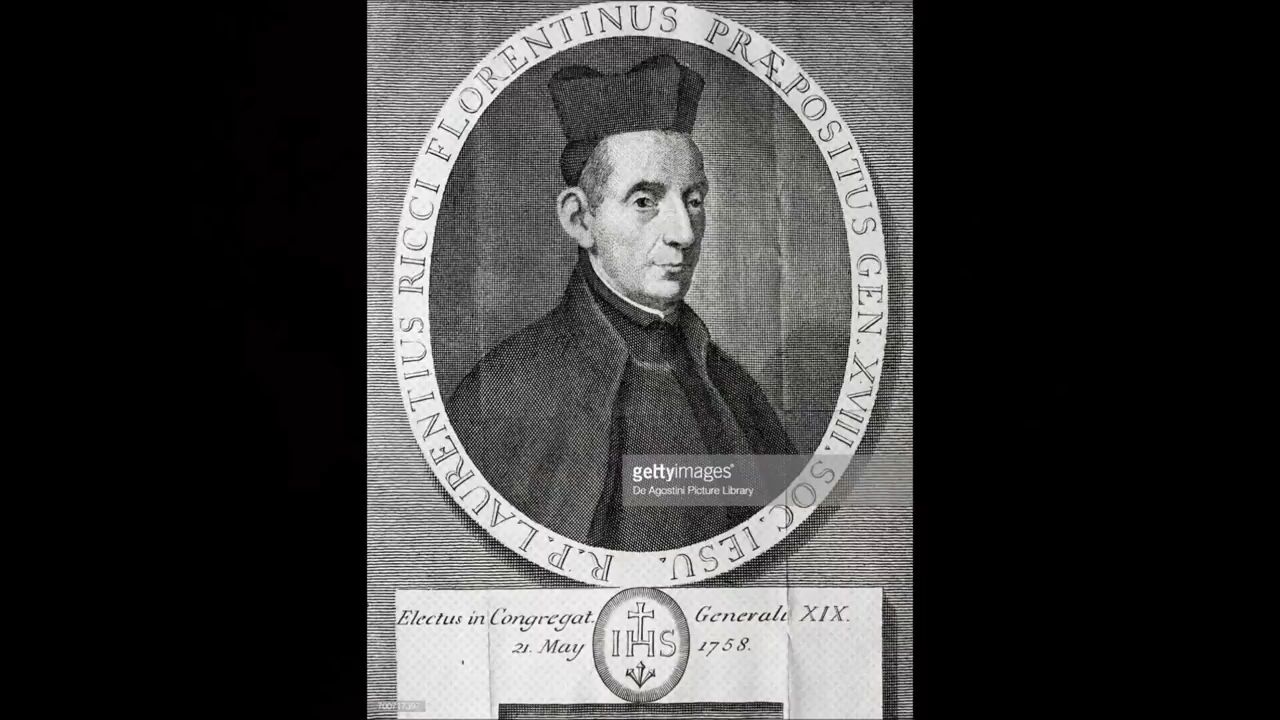 R.P. LAURENTIUS RICCI FLORENTINUS PRÆPOSITUS GEN. XVIII. SOC. IESU.
gettyimages®
De Agostini Picture Library
Electus in Congregat. Generali XIX.
21. May 1758.
IHS
700717397